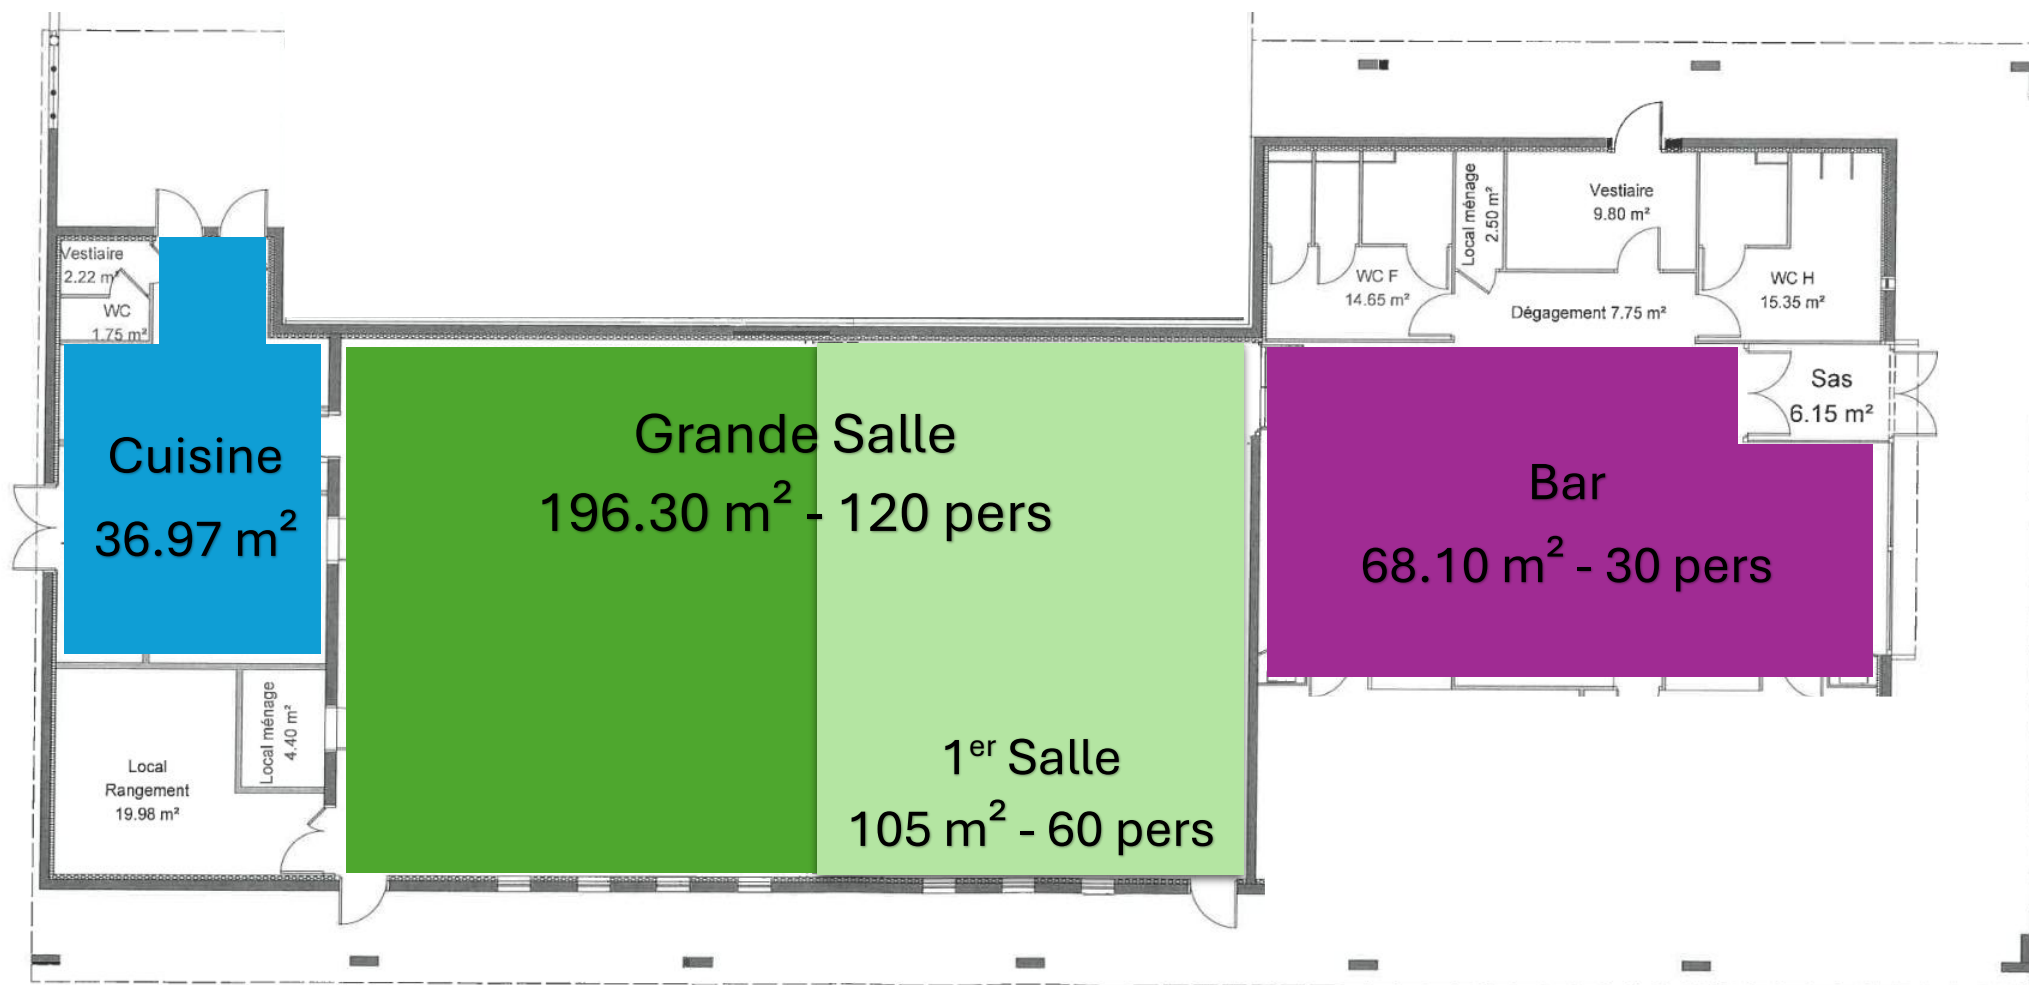 Vestiaire
2.22 m²
WC
1.75 m²
Cuisine
36.97 m²
Local
Rangement
19.98 m²
Local ménage
4.40 m²
Grande Salle
196.30 m² - 120 pers
1er Salle
105 m² - 60 pers
WC F
14.65 m²
Local ménage
2.50 m²
Vestiaire
9.80 m²
Dégagement 7.75 m²
WC H
15.35 m²
Sas
6.15 m²
Bar
68.10 m² - 30 pers